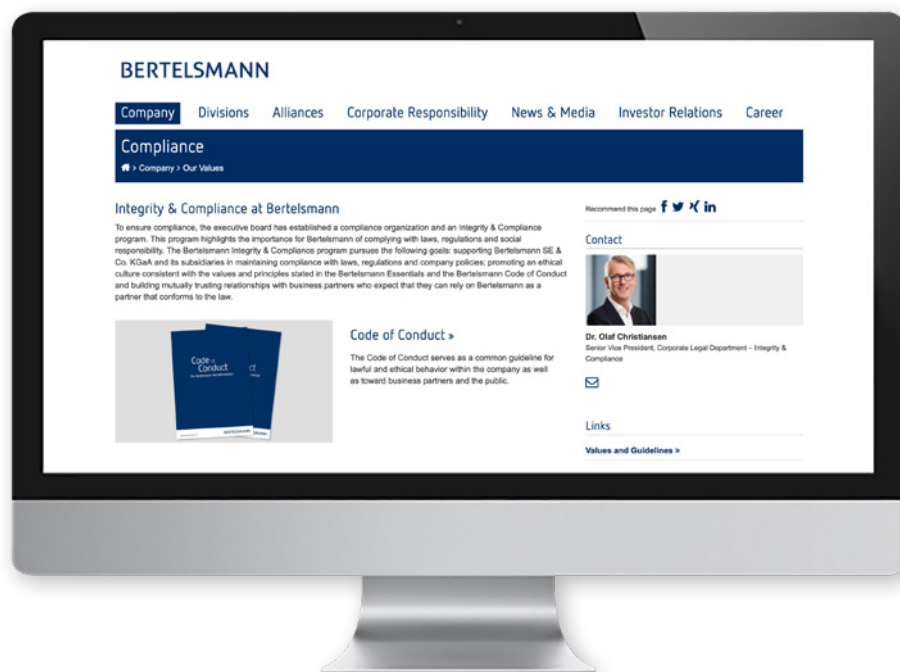 BERTELSMANN
Company Divisions Alliances Corporate Responsibility News & Media Investor Relations Career
Compliance
> Company > Our Values
Integrity & Compliance at Bertelsmann
To ensure compliance, the executive board has established a compliance organization and an Integrity & Compliance
program. This program highlights the importance for Bertelsmann of complying with laws, regulations and social
responsibility. The Bertelsmann Integrity & Compliance program pursues the following goals: supporting Bertelsmann SE &
Co. KGaA and its subsidiaries in maintaining compliance with laws, regulations and company policies; promoting an ethical
culture consistent with the values and principles stated in the Bertelsmann Essentials and the Bertelsmann Code of Conduct
and building mutually trusting relationships with business partners who expect that they can rely on Bertelsmann as a
partner that conforms to the law.
Code of
Conduct
BERTELSMANN
Code of Conduct »
The Code of Conduct serves as a common guideline for
lawful and ethical behavior within the company as well
as toward business partners and the public.
Recommend this page
Contact
Dr. Olaf Christiansen
Senior Vice President, Corporate Legal Department – Integrity &
Compliance
Links
Values and Guidelines »